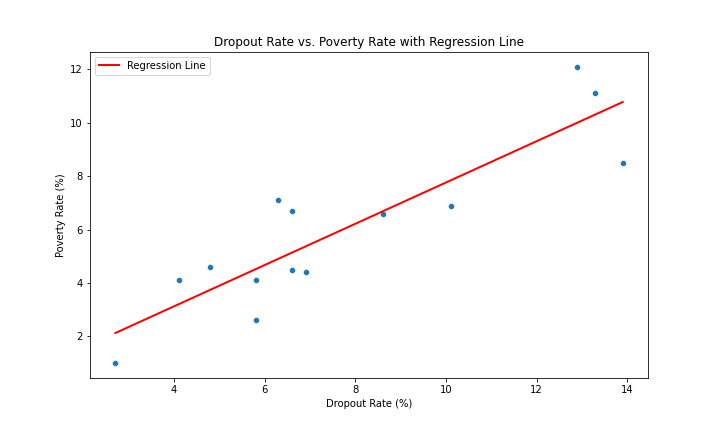 Dropout Rate vs. Poverty Rate with Regression Line
Regression Line
Poverty Rate (%)
12
10
8
6
4
2
4 6 8 10 12 14
Dropout Rate (%)